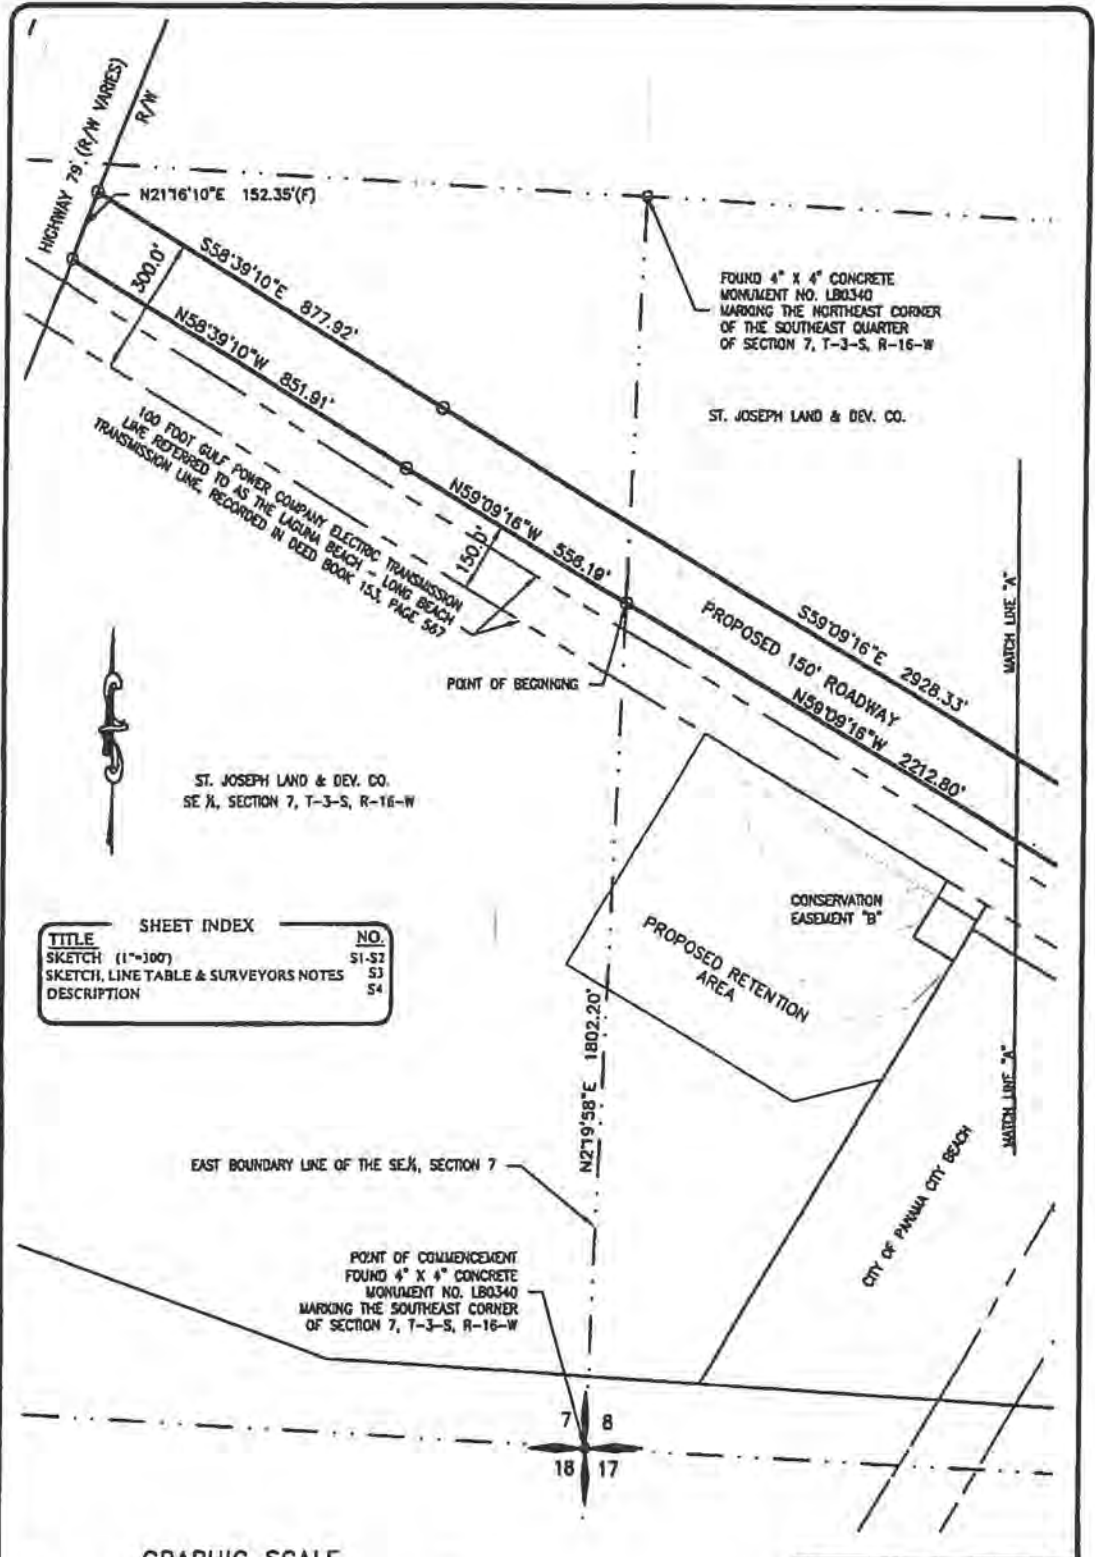 HIGHWAY 79. (R/W VARIES)
R/W
N21°16'10"E 152.35'(F)
300.0'
S58°39'10"E 877.92'
N58°39'10"W 851.91'
FOUND 4" X 4" CONCRETE
MONUMENT NO. LB0340
MARKING THE NORTHEAST CORNER
OF THE SOUTHEAST QUARTER
OF SECTION 7, T-3-S, R-16-W
ST. JOSEPH LAND & DEV. CO.
100 FOOT GULF POWER COMPANY ELECTRIC TRANSMISSION
LINE REFERRED TO AS THE LAGUNA BEACH - LONG BEACH
TRANSMISSION LINE, RECORDED IN DEED BOOK 153, PAGE 567
N59°09'16"W 556.19'
150.0'
MATCH LINE "A"
S59°09'16"E 2928.33'
PROPOSED 150' ROADWAY
N59°09'16"W 2212.80'
POINT OF BEGINNING
ST. JOSEPH LAND & DEV. CO.
SE ¼, SECTION 7, T-3-S, R-16-W
CONSERVATION
EASEMENT "B"
PROPOSED RETENTION
AREA
SHEET INDEX
TITLE NO.
SKETCH (1"=300') S1-S2
SKETCH, LINE TABLE & SURVEYORS NOTES S3
DESCRIPTION S4
N2°19'58"E 1802.20'
MATCH LINE "A"
CITY OF PANAMA CITY BEACH
EAST BOUNDARY LINE OF THE SE¼, SECTION 7
POINT OF COMMENCEMENT
FOUND 4" X 4" CONCRETE
MONUMENT NO. LB0340
MARKING THE SOUTHEAST CORNER
OF SECTION 7, T-3-S, R-16-W
7 8
18 17
GRAPHIC SCALE